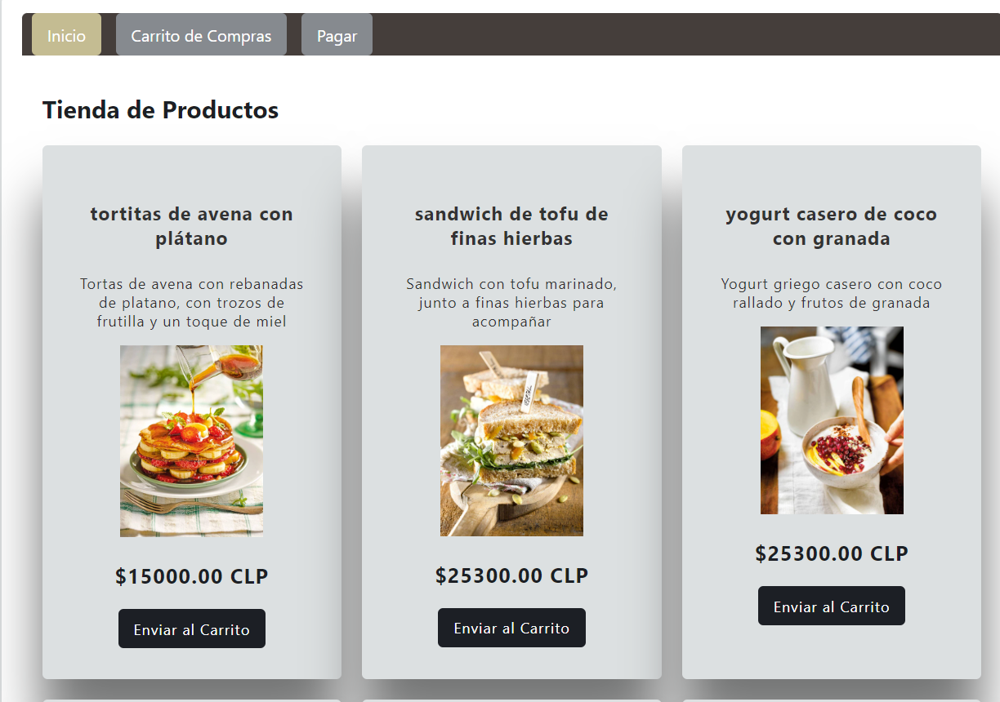 Inicio
Carrito de Compras
Pagar
Tienda de Productos
tortitas de avena con
plátano
Tortas de avena con rebanadas
de platano, con trozos de
frutilla y un toque de miel
$15000.00 CLP
Enviar al Carrito
sandwich de tofu de
finas hierbas
Sandwich con tofu marinado,
junto a finas hierbas para
acompañar
$25300.00 CLP
Enviar al Carrito
yogurt casero de coco
con granada
Yogurt griego casero con coco
rallado y frutos de granada
$25300.00 CLP
Enviar al Carrito